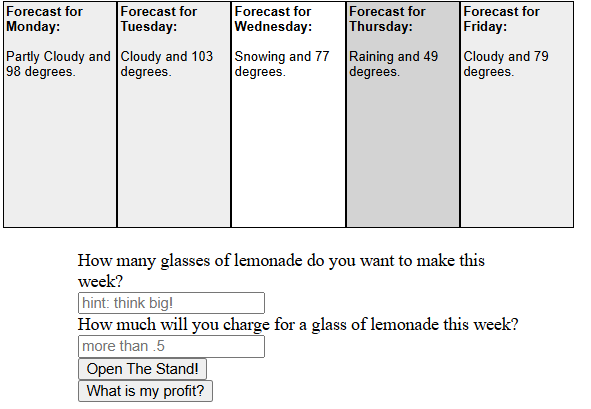 Forecast for
Monday:
Partly Cloudy and
98 degrees.
Forecast for
Tuesday:
Cloudy and 103
degrees.
Forecast for
Wednesday:
Snowing and 77
degrees.
Forecast for
Thursday:
Raining and 49
degrees.
Forecast for
Friday:
Cloudy and 79
degrees.
How many glasses of lemonade do you want to make this
week?
hint: think big!
How much will you charge for a glass of lemonade this week?
more than .5
Open The Stand!
What is my profit?